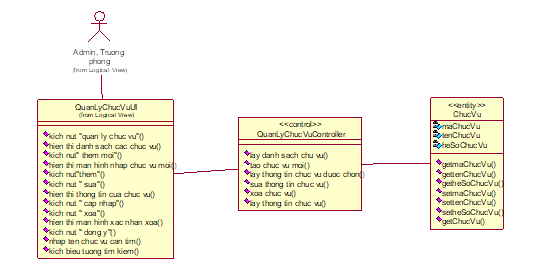 Admin, Truong
phong
(from Logical View)
QuanLyChucVuUI
(from Logical View)
kich nut "quan ly chuc vu"()
hien thi danh sach cac chuc vu()
kich nut" them moi"()
hien thi man hinh nhap chuc vu moi()
kich nut"them"()
kich nut " sua"()
hien thi thong tin cua chuc vu()
kich nut " cap nhap"()
kich nut " xoa"()
hien thi man hinh xac nhan xoa()
kich nut " dong y"()
nhap ten chuc vu can tim()
kich bieu tuong tim kiem()
<<control>>
QuanLyChucVuController
lay danh sach chu vu()
tao chuc vu moi()
lay thong tin chuc vu duoc chon()
sua thong tin chuc vu()
xoa chuc vu()
lay thong tin chuc vu()
<<entity>>
ChucVu
maChucVu
tenChucVu
heSoChucVu
getmaChucVu()
gettenChucVu()
getheSoChucVu()
setmaChucVu()
settenChucVu()
setheSoChucVu()
getChucVu()